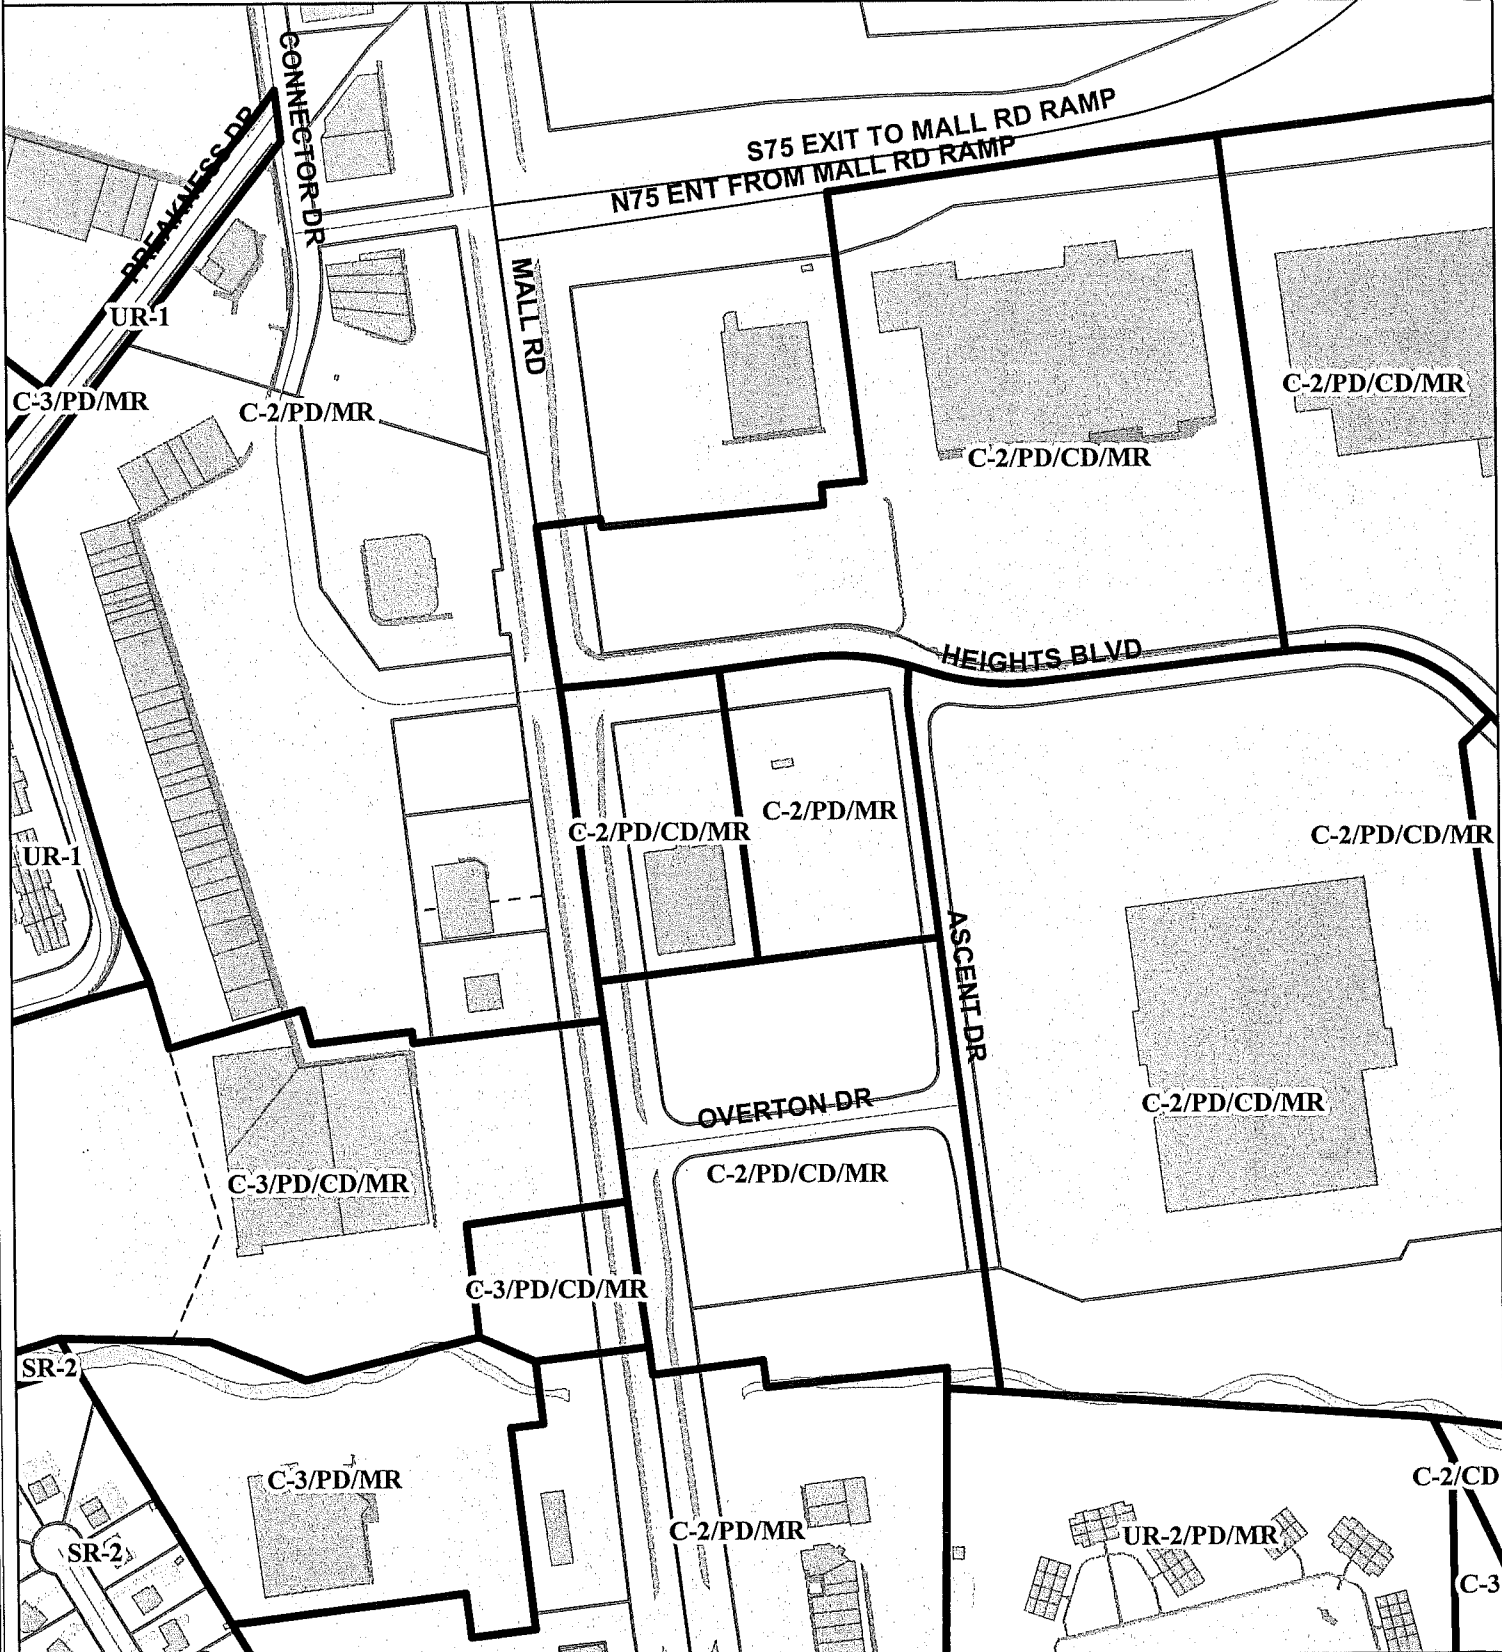 CONNECTOR DR
PREAKNESS DR
S75 EXIT TO MALL RD RAMP
N75 ENT FROM MALL RD RAMP
MALL RD
UR-1
C-3/PD/MR
C-2/PD/MR
C-2/PD/CD/MR
C-2/PD/CD/MR
HEIGHTS BLVD
C-2/PD/CD/MR
C-2/PD/MR
C-2/PD/CD/MR
UR-1
ASCENT DR
OVERTON DR
C-2/PD/CD/MR
C-3/PD/CD/MR
C-2/PD/CD/MR
C-3/PD/CD/MR
SR-2
C-3/PD/MR
C-2/PD/MR
UR-2/PD/MR
C-2/CD
SR-2
C-3